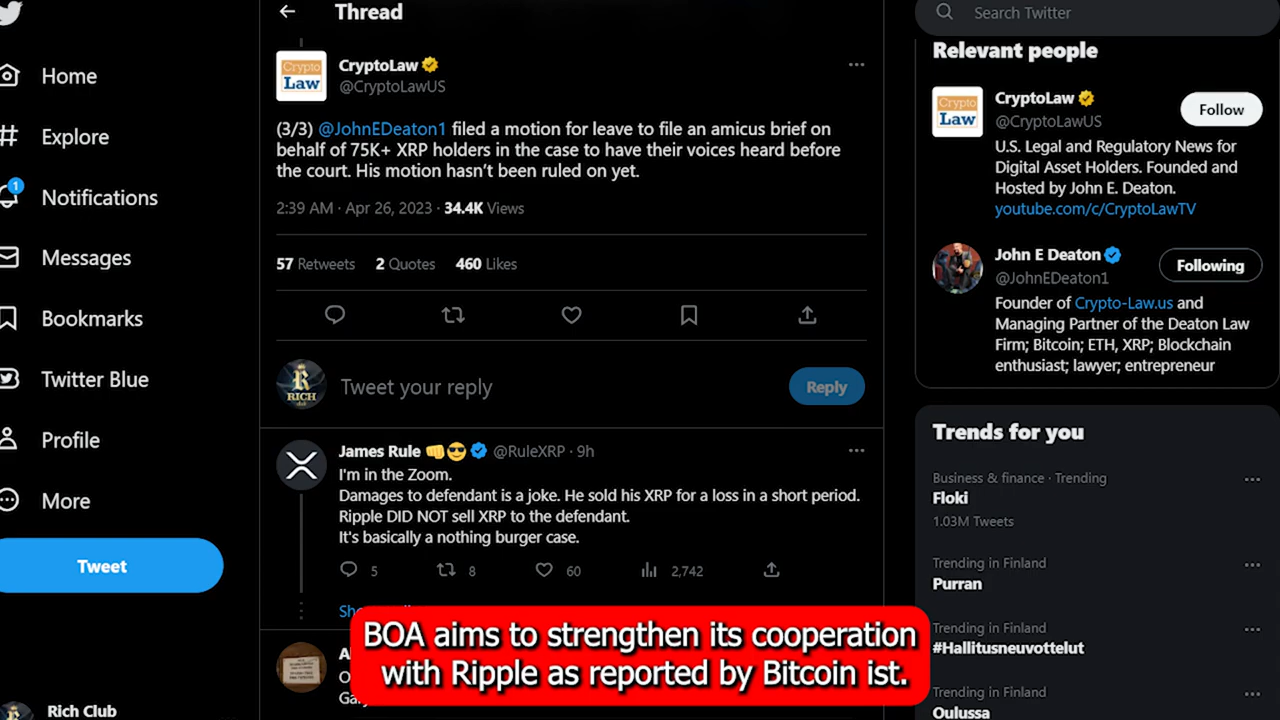 Home
Explore
1
Notifications
Messages
Bookmarks
Twitter Blue
Profile
More
Tweet
Rich Club
Thread
Crypto
Law
CryptoLaw
@CryptoLawUS
(3/3) @JohnEDeaton1 filed a motion for leave to file an amicus brief on
behalf of 75K+ XRP holders in the case to have their voices heard before
the court. His motion hasn't been ruled on yet.
2:39 AM · Apr 26, 2023 · 34.4K Views
57 Retweets 2 Quotes 460 Likes
RICH
Tweet your reply
Reply
James Rule 👊😎 @RuleXRP · 9h
I'm in the Zoom.
Damages to defendant is a joke. He sold his XRP for a loss in a short period.
Ripple DID NOT sell XRP to the defendant.
It's basically a nothing burger case.
5 8 60 2,742
BOA aims to strengthen its cooperation
with Ripple as reported by Bitcoin ist.
Search Twitter
Relevant people
Crypto
Law
CryptoLaw
@CryptoLawUS
Follow
U.S. Legal and Regulatory News for
Digital Asset Holders. Founded and
Hosted by John E. Deaton.
youtube.com/c/CryptoLawTV
John E Deaton
@JohnEDeaton1
Following
Founder of Crypto-Law.us and
Managing Partner of the Deaton Law
Firm; Bitcoin; ETH, XRP; Blockchain
enthusiast; lawyer; entrepreneur
Trends for you
Business & finance · Trending
Floki
1.03M Tweets
Trending in Finland
Purran
Trending in Finland
#Hallitusneuvottelut
Trending in Finland
Oulussa